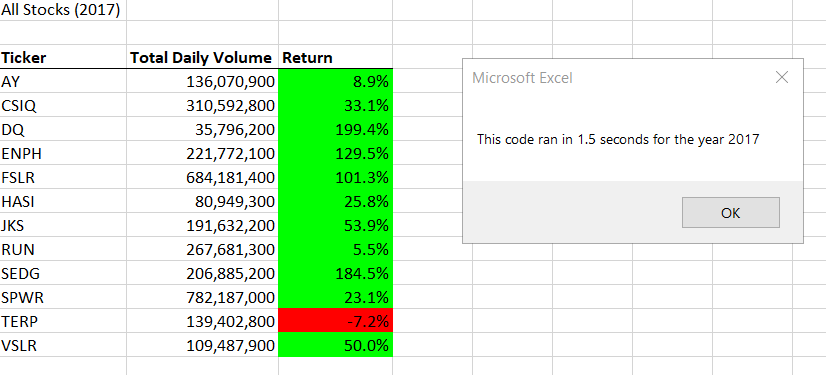 All Stocks (2017)
Ticker Total Daily Volume Return
AY 136,070,900 8.9%
CSIQ 310,592,800 33.1%
DQ 35,796,200 199.4%
ENPH 221,772,100 129.5%
FSLR 684,181,400 101.3%
HASI 80,949,300 25.8%
JKS 191,632,200 53.9%
RUN 267,681,300 5.5%
SEDG 206,885,200 184.5%
SPWR 782,187,000 23.1%
TERP 139,402,800 -7.2%
VSLR 109,487,900 50.0%
Microsoft Excel
This code ran in 1.5 seconds for the year 2017
OK